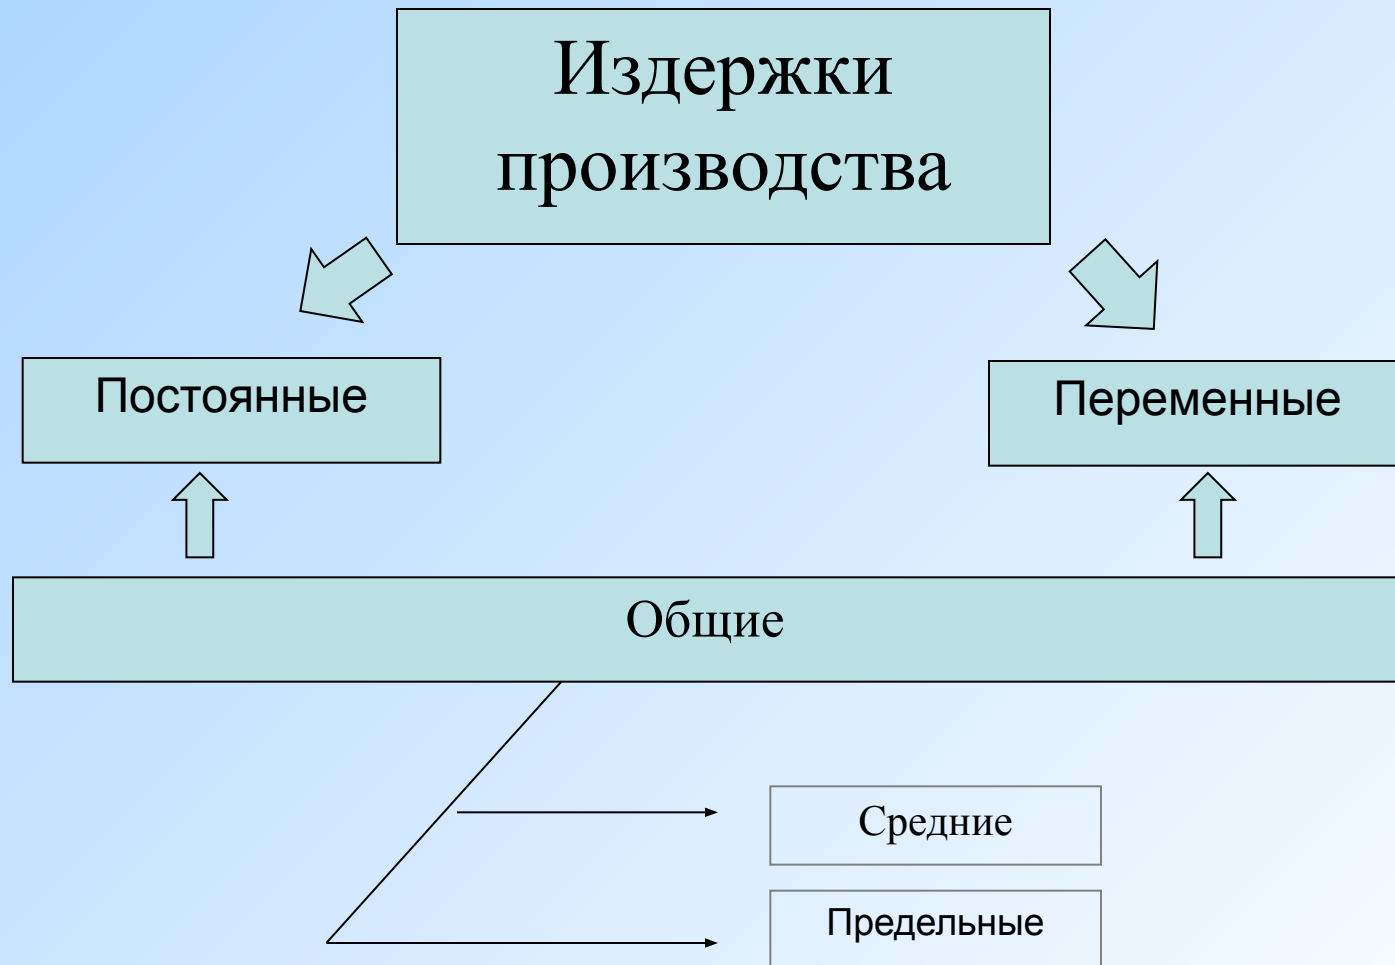 Издержки
производства
Постоянные
Переменные
Общие
Средние
Предельные